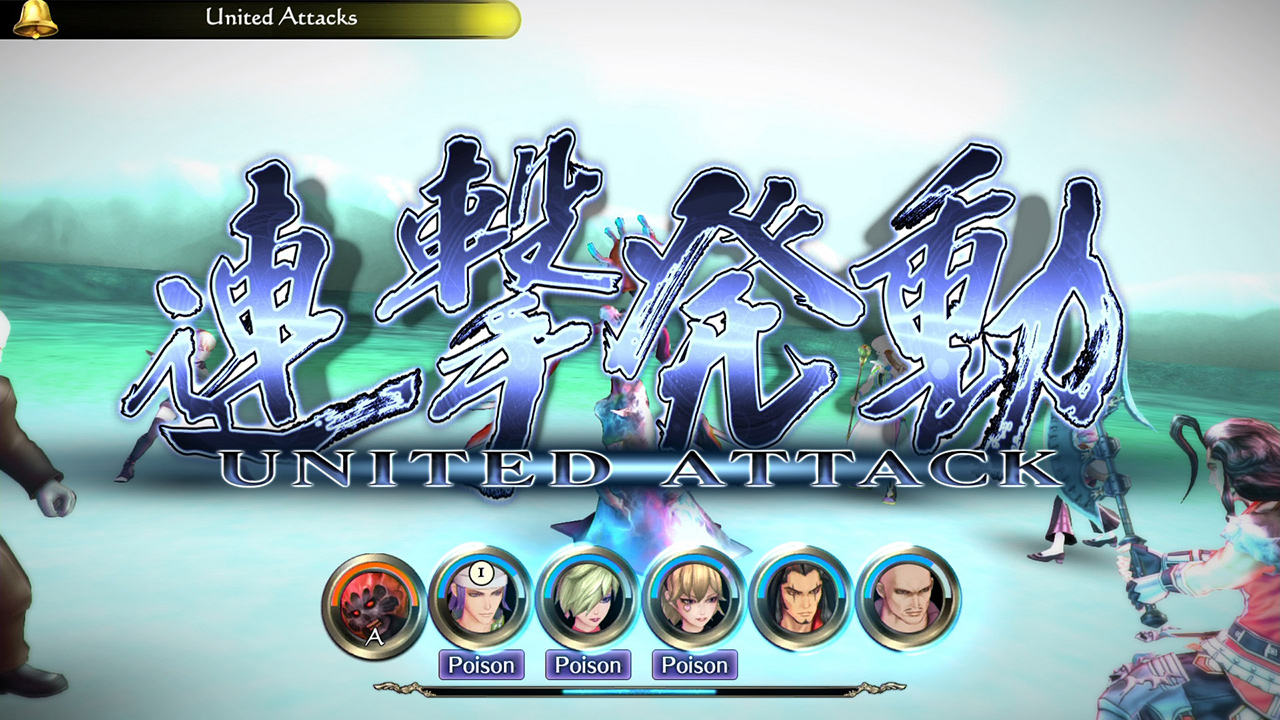 United Attacks
連撃発動
UNITED ATTACK
A
I
Poison Poison Poison